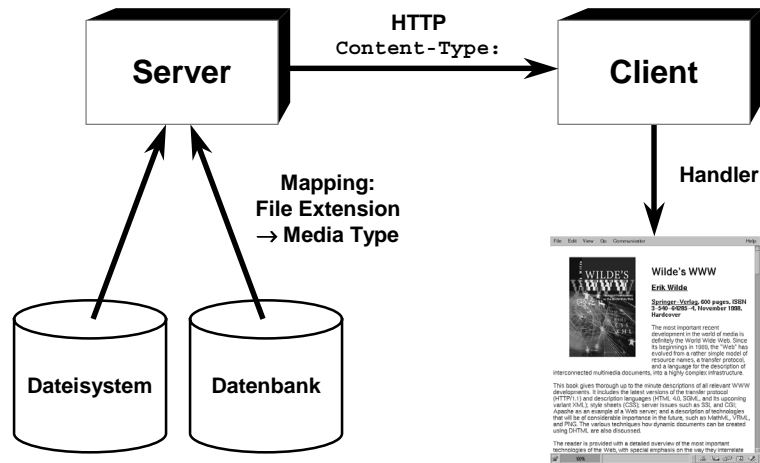 HTTP
Content-Type:
Server
Client
Mapping:
File Extension
→ Media Type
Handler
Dateisystem
Datenbank
File Edit View Go Communicator Help
WILDE'S
WWW
Wilde's WWW
Erik Wilde
Springer-Verlag, 600 pages, ISBN
3-540-64285-4, November 1998,
Hardcover
The most important recent
development in the world of media is
definitely the World Wide Web. Since
its beginnings in 1989, the "Web" has
evolved from a rather simple model of
resource names, a transfer protocol,
and a language for the description of
interconnected multimedia documents, into a highly complex infrastructure.
This book gives thorough up to the minute descriptions of all relevant WWW
developments. It includes the latest versions of the transfer protocol
(HTTP/1.1) and description languages (HTML 4.0, SGML, and its upcoming
variant XML); style sheets (CSS); server issues such as SSI, and CGI;
Apache as an example of a Web server; and a description of technologies
that will be of considerable importance in the future, such as MathML, VRML,
and PNG. The various techniques how dynamic documents can be created
using DHTML are also discussed.
The reader is provided with a detailed overview of the most important
technologies of the Web, with special emphasis on the way they interrelate